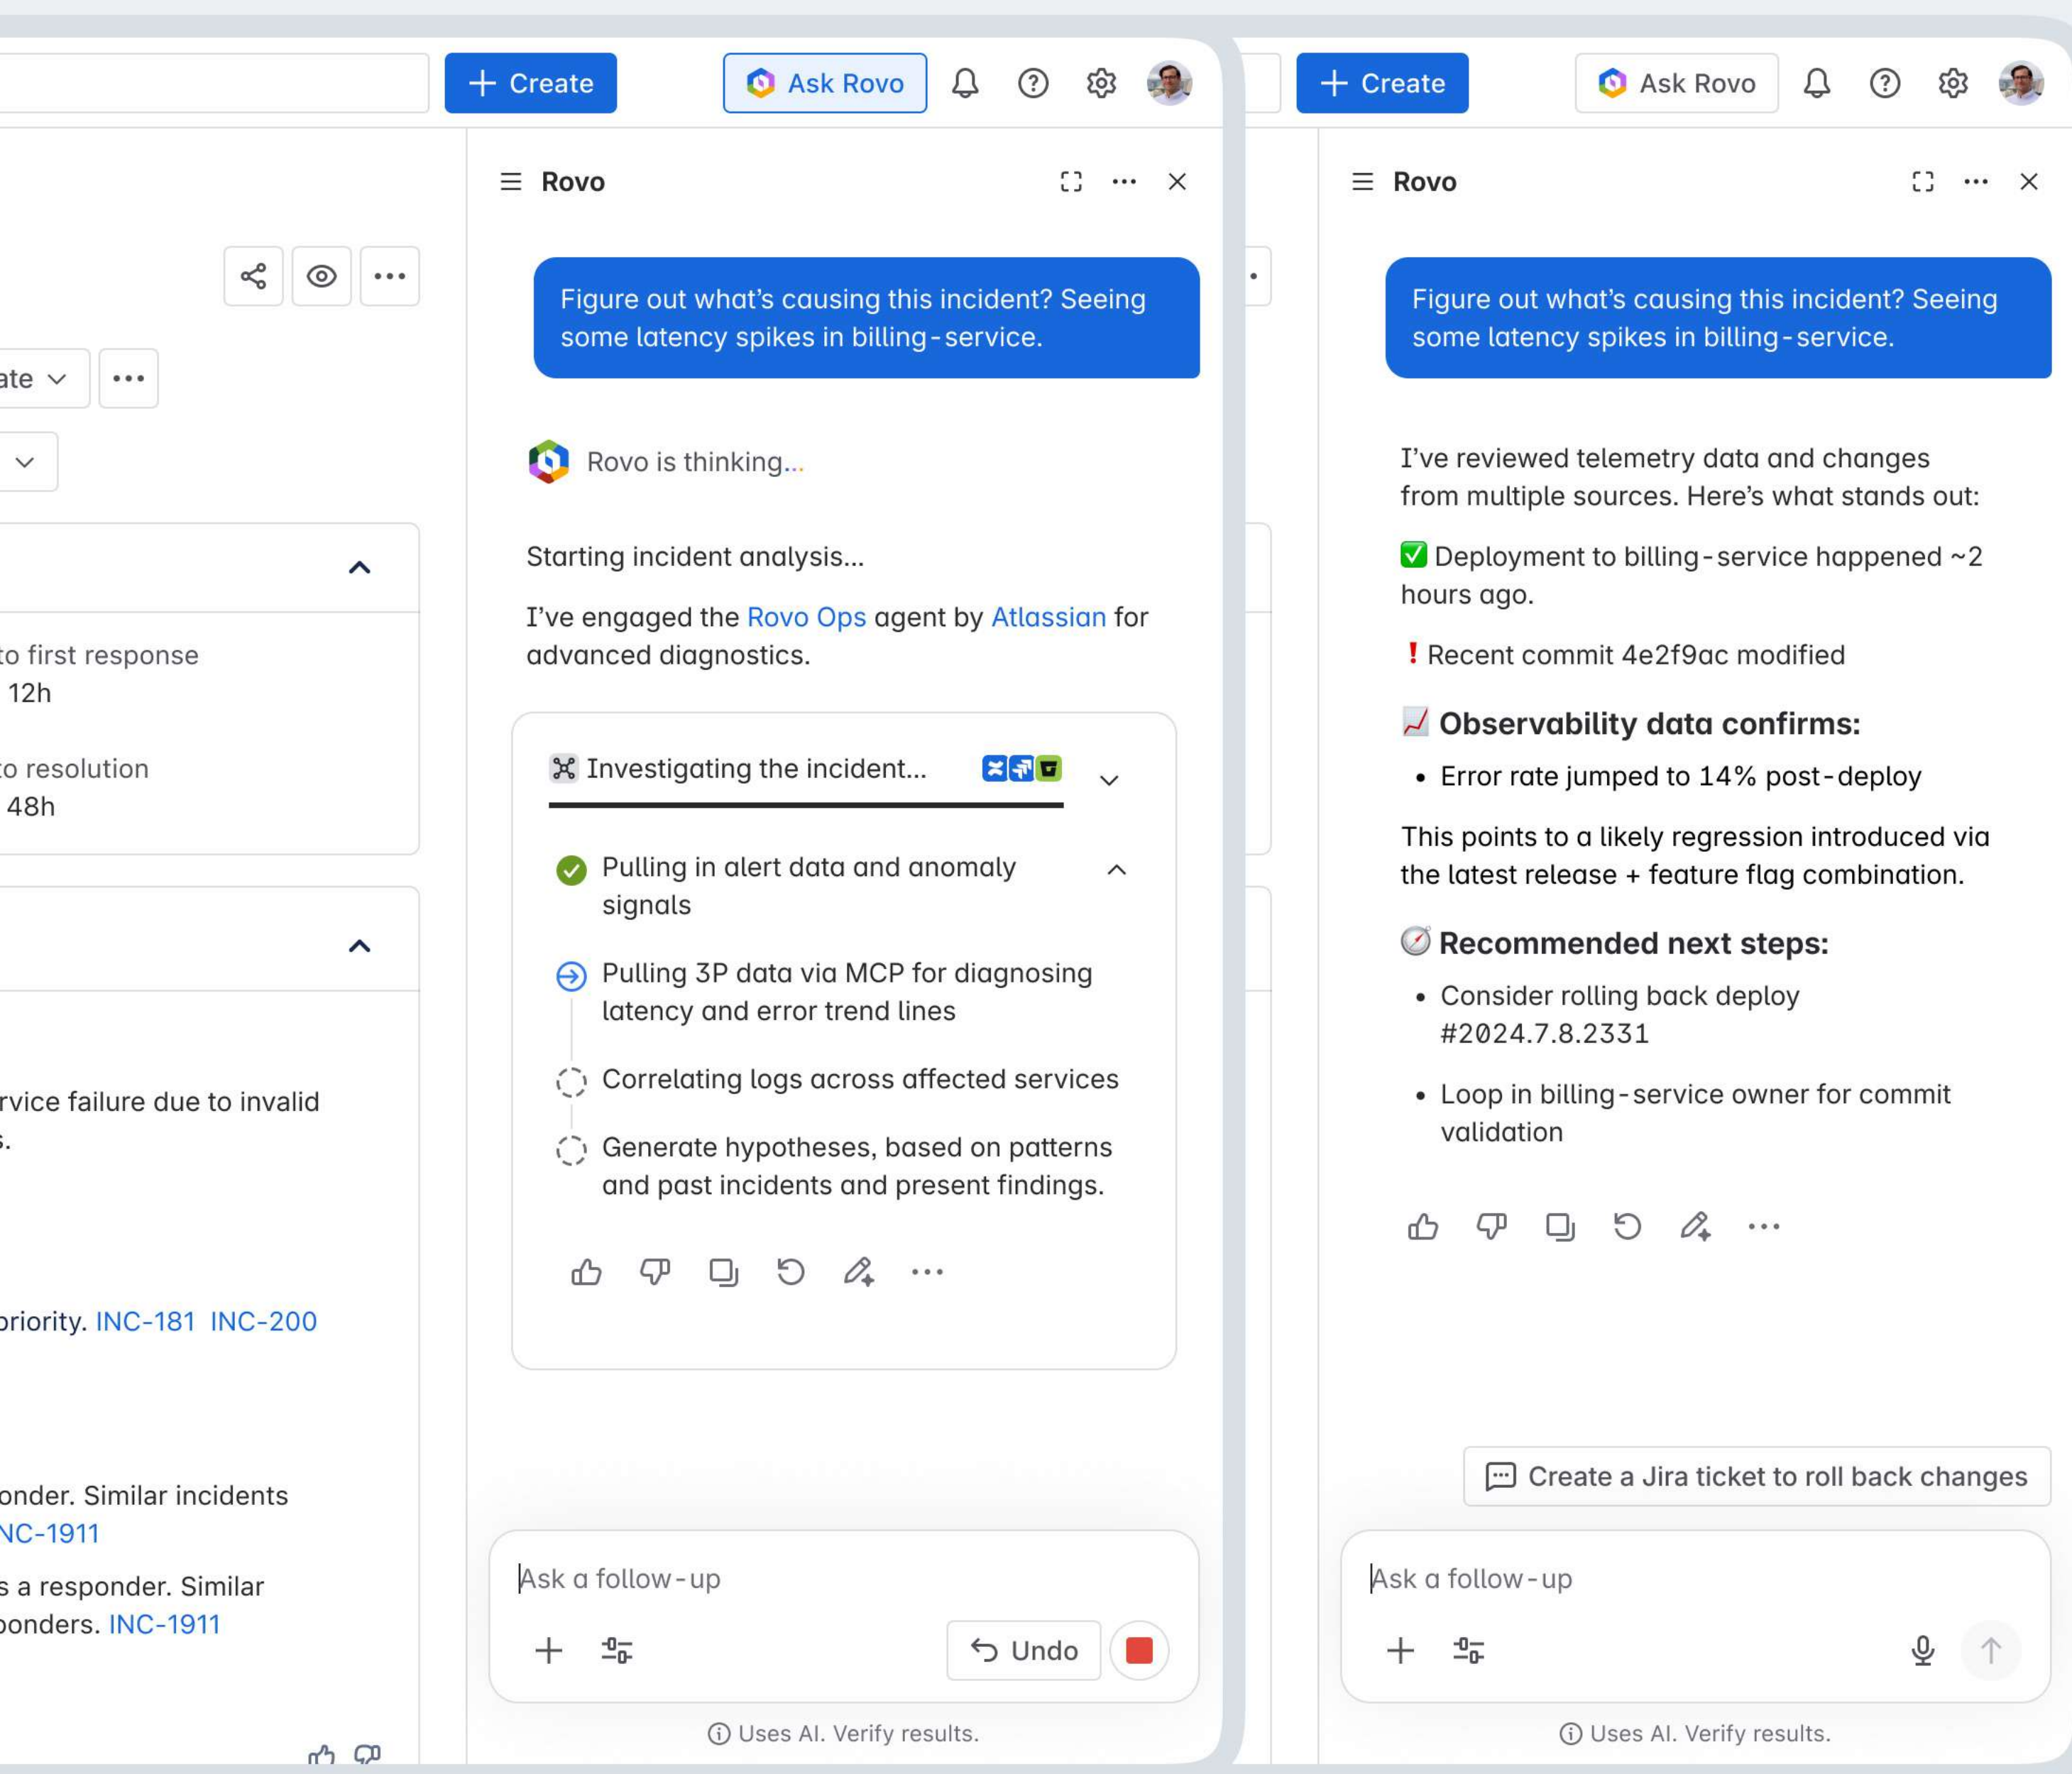 Create
Ask Rovo
ate
to first response
12h
to resolution
48h
rvice failure due to invalid
s.
priority. INC-181 INC-200
onder. Similar incidents
NC-1911
s a responder. Similar
ponders. INC-1911
Rovo
Figure out what’s causing this incident? Seeing
some latency spikes in billing-service.
Rovo is thinking...
Starting incident analysis...
I’ve engaged the Rovo Ops agent by Atlassian for
advanced diagnostics.
Investigating the incident...
Pulling in alert data and anomaly
signals
Pulling 3P data via MCP for diagnosing
latency and error trend lines
Correlating logs across affected services
Generate hypotheses, based on patterns
and past incidents and present findings.
Ask a follow-up
Undo
Uses AI. Verify results.
Create
Ask Rovo
Rovo
Figure out what’s causing this incident? Seeing
some latency spikes in billing-service.
I’ve reviewed telemetry data and changes
from multiple sources. Here’s what stands out:
✅ Deployment to billing-service happened ~2
hours ago.
❗ Recent commit 4e2f9ac modified
📈 Observability data confirms:
• Error rate jumped to 14% post-deploy
This points to a likely regression introduced via
the latest release + feature flag combination.
🧭 Recommended next steps:
• Consider rolling back deploy
#2024.7.8.2331
• Loop in billing-service owner for commit
validation
Create a Jira ticket to roll back changes
Ask a follow-up
Uses AI. Verify results.